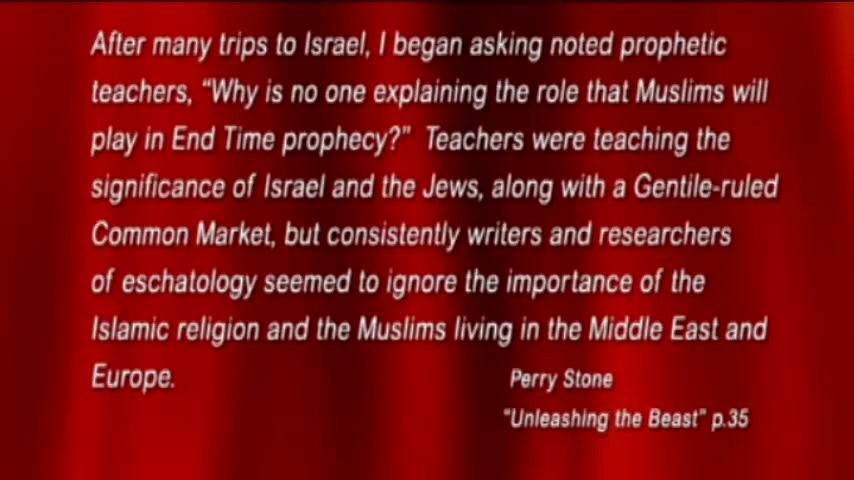 After many trips to Israel, I began asking noted prophetic
teachers, “Why is no one explaining the role that Muslims will
play in End Time prophecy?” Teachers were teaching the
significance of Israel and the Jews, along with a Gentile-ruled
Common Market, but consistently writers and researchers
of eschatology seemed to ignore the importance of the
Islamic religion and the Muslims living in the Middle East and
Europe.
Perry Stone
“Unleashing the Beast” p.35